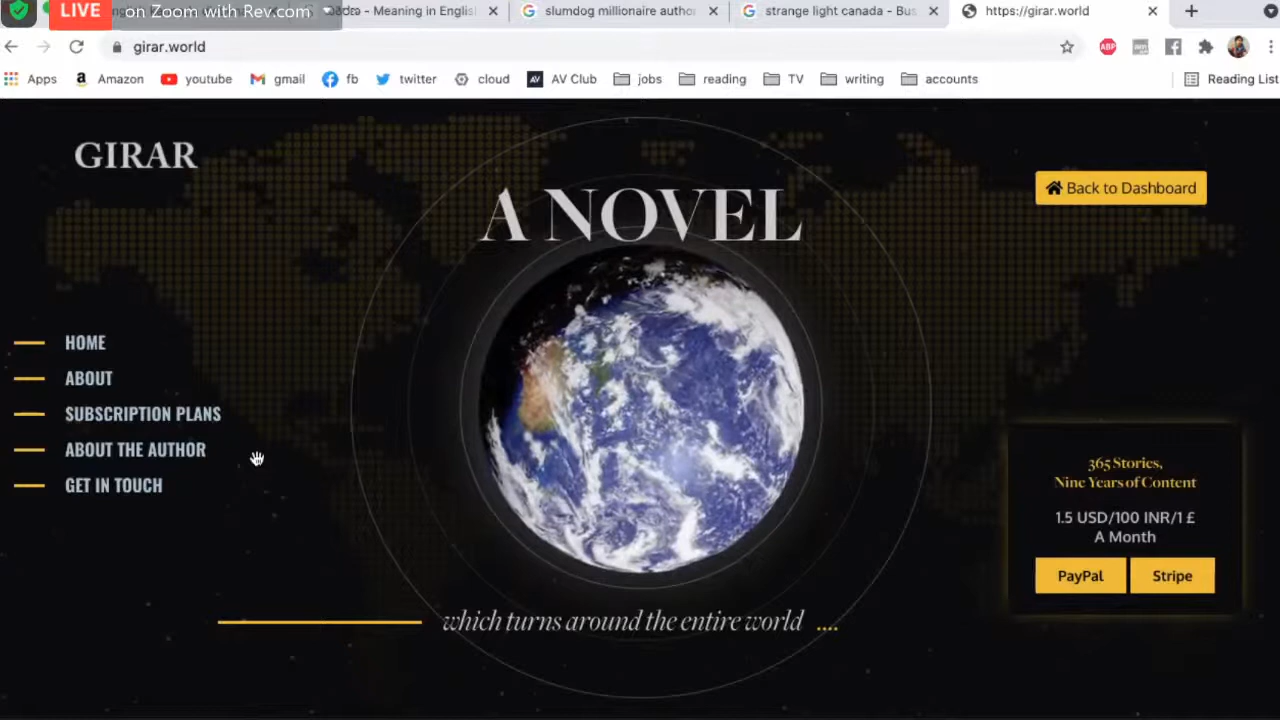 LIVE on Zoom with Rev.com
- Meaning in Englis
slumdog millionaire autho
strange light canada - Bus
https://girar.world
girar.world
ABP
Apps Amazon youtube gmail fb twitter cloud AV Club jobs reading TV writing accounts Reading List
GIRAR
A NOVEL
Back to Dashboard
HOME
ABOUT
SUBSCRIPTION PLANS
ABOUT THE AUTHOR
GET IN TOUCH
365 Stories,
Nine Years of Content
1.5 USD/100 INR/1 £
A Month
PayPal Stripe
which turns around the entire world ....